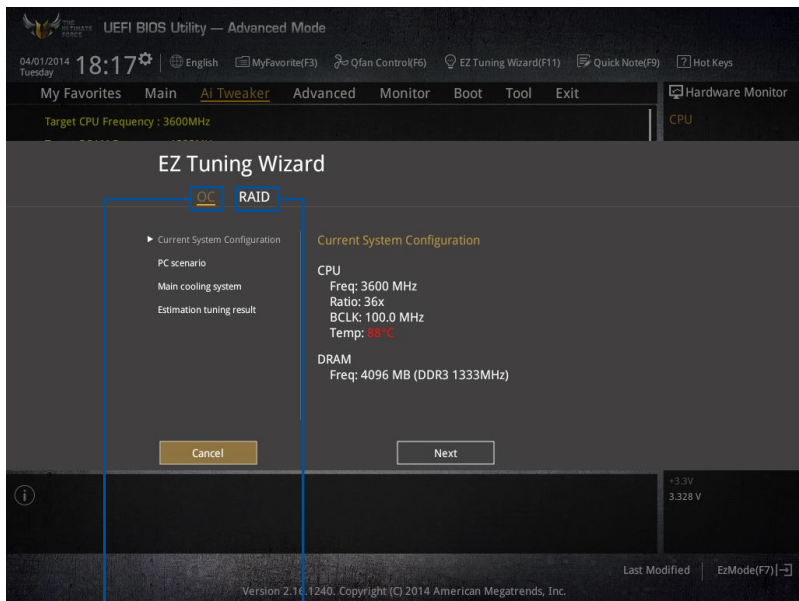 THE ULTIMATE FORCE
UEFI BIOS Utility — Advanced Mode
04/01/2014
Tuesday
18:17
English
MyFavorite(F3)
Qfan Control(F6)
EZ Tuning Wizard(F11)
Quick Note(F9)
? Hot Keys
My Favorites Main Ai Tweaker Advanced Monitor Boot Tool Exit
Hardware Monitor
Target CPU Frequency : 3600MHz
CPU
EZ Tuning Wizard
OC RAID
Current System Configuration
PC scenario
Main cooling system
Estimation tuning result
Current System Configuration
CPU
Freq: 3600 MHz
Ratio: 36x
BCLK: 100.0 MHz
Temp: 88°C
DRAM
Freq: 4096 MB (DDR3 1333MHz)
Cancel
Next
+3.3V
3.328 V
Last Modified
EzMode(F7)
Version 2.16.1240. Copyright (C) 2014 American Megatrends, Inc.